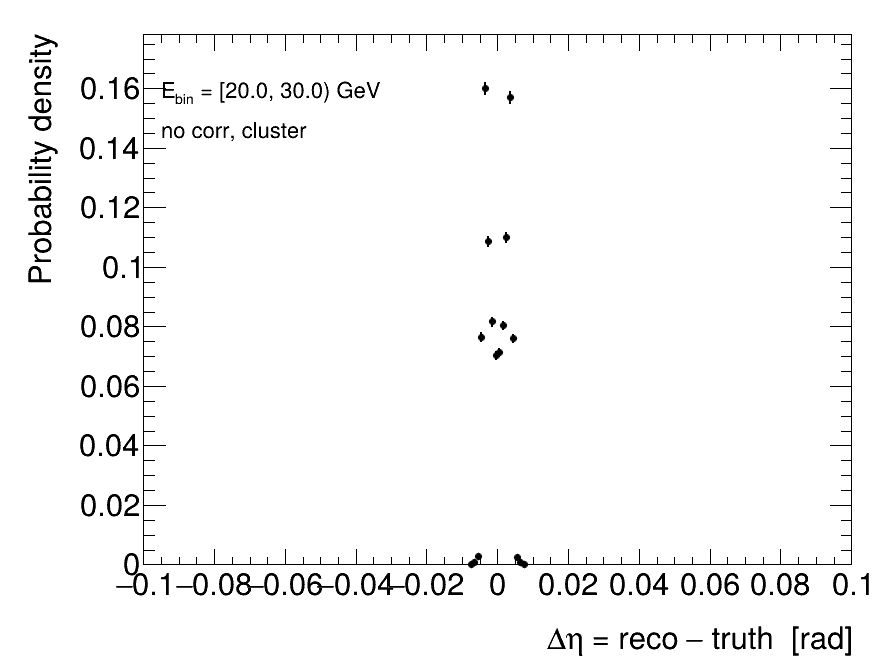 Probability density
0.16
0.14
0.12
0.1
0.08
0.06
0.04
0.02
0
E_bin = [20.0, 30.0) GeV
no corr, cluster
−0.1 −0.08 −0.06 −0.04 −0.02 0 0.02 0.04 0.06 0.08 0.1
Δη = reco − truth [rad]